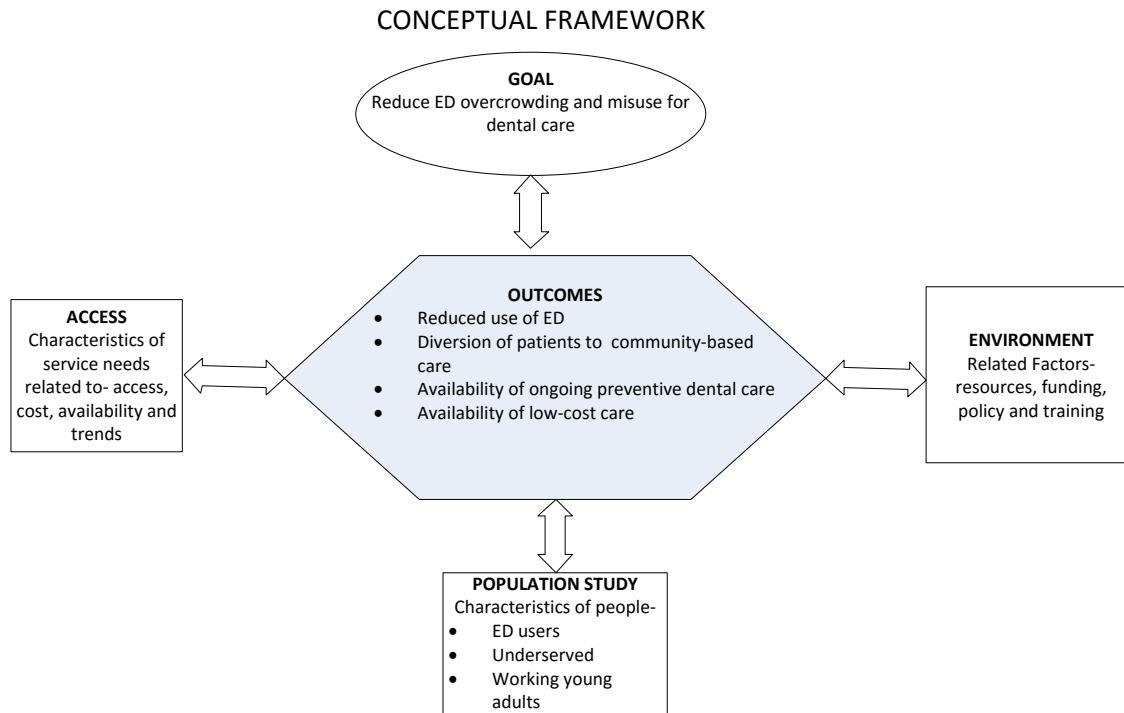 CONCEPTUAL FRAMEWORK
GOAL
Reduce ED overcrowding and misuse for
dental care
OUTCOMES
• Reduced use of ED
• Diversion of patients to community-based
care
• Availability of ongoing preventive dental care
• Availability of low-cost care
ACCESS
Characteristics of
service needs
related to- access,
cost, availability and
trends
ENVIRONMENT
Related Factors-
resources, funding,
policy and training
POPULATION STUDY
Characteristics of people-
• ED users
• Underserved
• Working young
adults